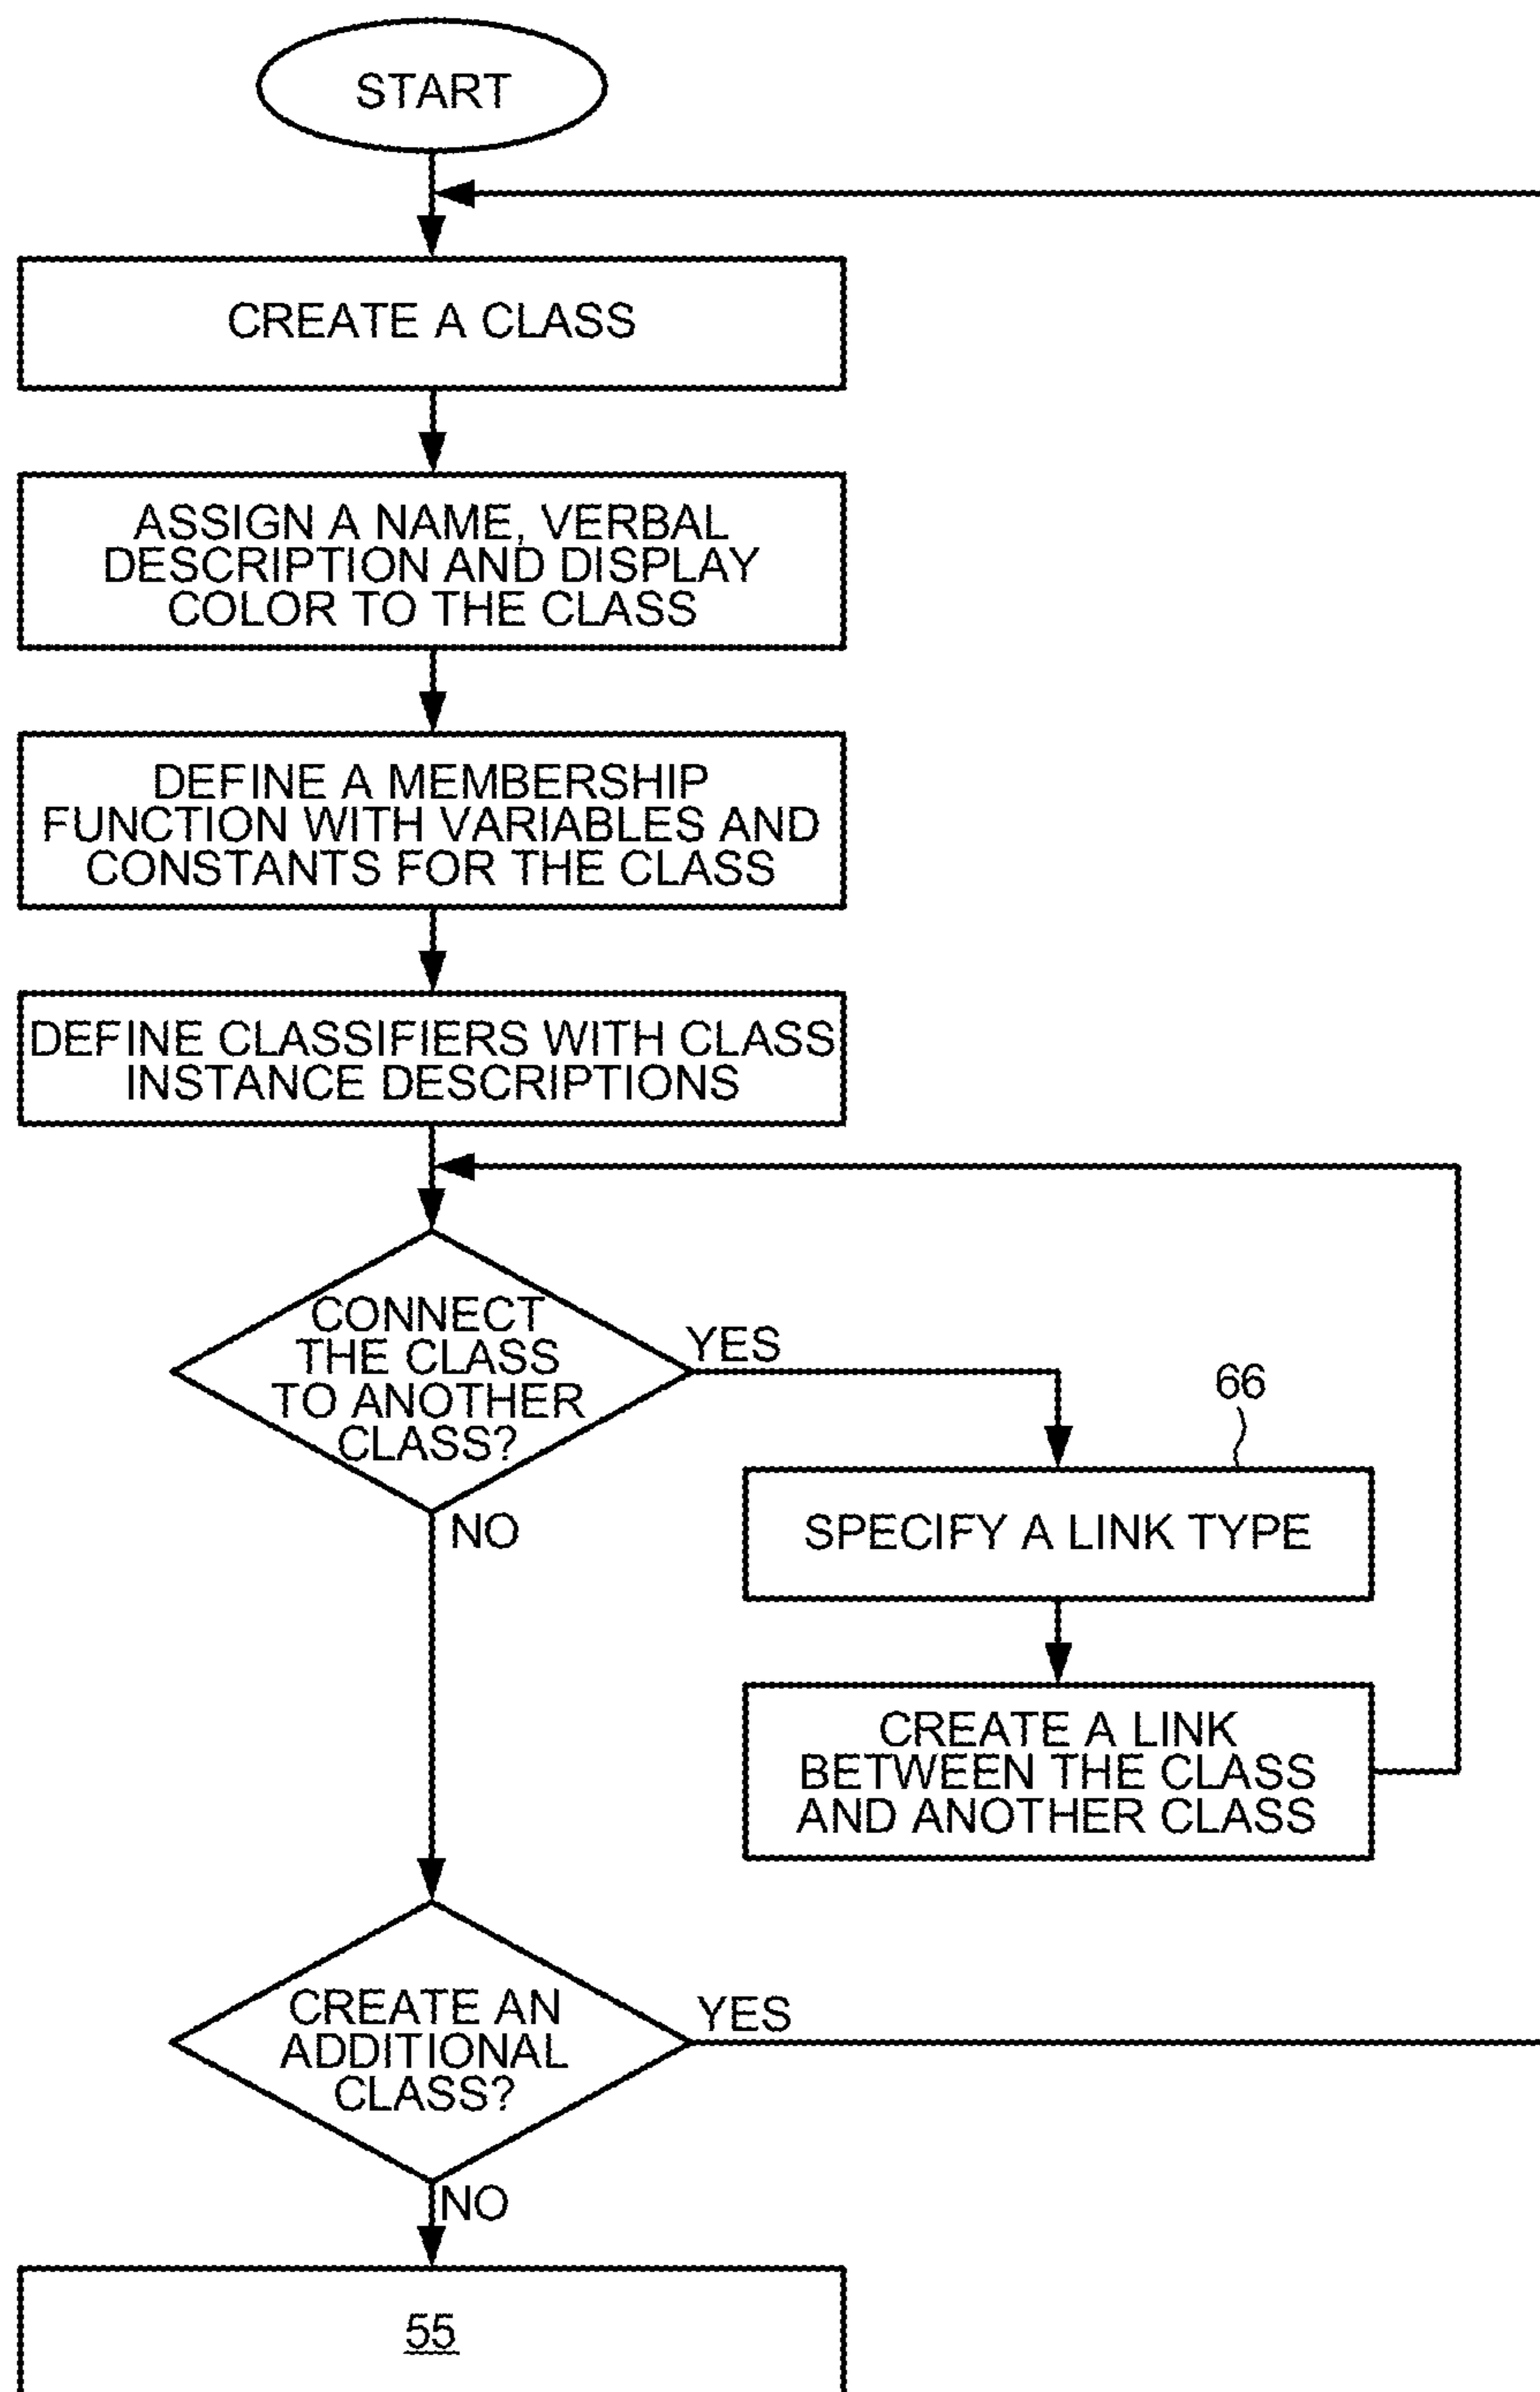 START
CREATE A CLASS
ASSIGN A NAME, VERBAL
DESCRIPTION AND DISPLAY
COLOR TO THE CLASS
DEFINE A MEMBERSHIP
FUNCTION WITH VARIABLES AND
CONSTANTS FOR THE CLASS
DEFINE CLASSIFIERS WITH CLASS
INSTANCE DESCRIPTIONS
CONNECT
THE CLASS
TO ANOTHER
CLASS?
YES
NO
66
SPECIFY A LINK TYPE
CREATE A LINK
BETWEEN THE CLASS
AND ANOTHER CLASS
CREATE AN
ADDITIONAL
CLASS?
YES
NO
55